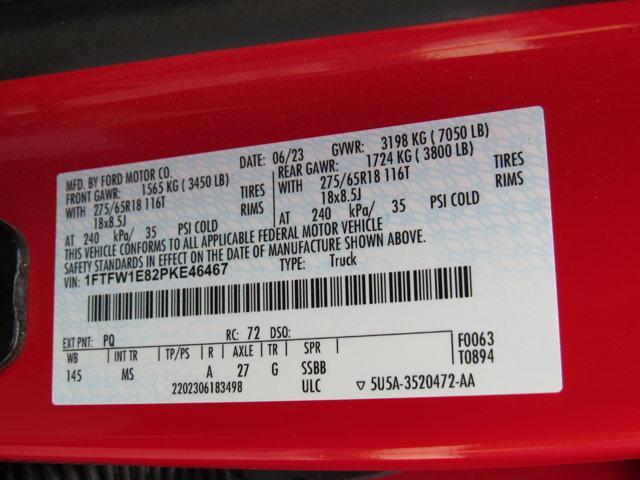 MFD. BY FORD MOTOR CO. DATE: 06/23 GVWR: 3198 KG ( 7050 LB)
FRONT GAWR: 1565 KG ( 3450 LB) REAR GAWR: 1724 KG ( 3800 LB)
WITH 275/65R18 116T TIRES WITH 275/65R18 116T TIRES
18x8.5J RIMS 18x8.5J RIMS
AT 240 kPa/ 35 PSI COLD AT 240 kPa/ 35 PSI COLD
THIS VEHICLE CONFORMS TO ALL APPLICABLE FEDERAL MOTOR VEHICLE
SAFETY STANDARDS IN EFFECT ON THE DATE OF MANUFACTURE SHOWN ABOVE.
VIN: 1FTFW1E82PKE46467 TYPE: Truck
EXT PNT: PQ RC: 72 DSO: F0063
WB INT TR TP/PS R AXLE TR SPR T0894
145 MS A 27 G SSBB
2202306183498 ULC ▽ 5U5A-3520472-AA